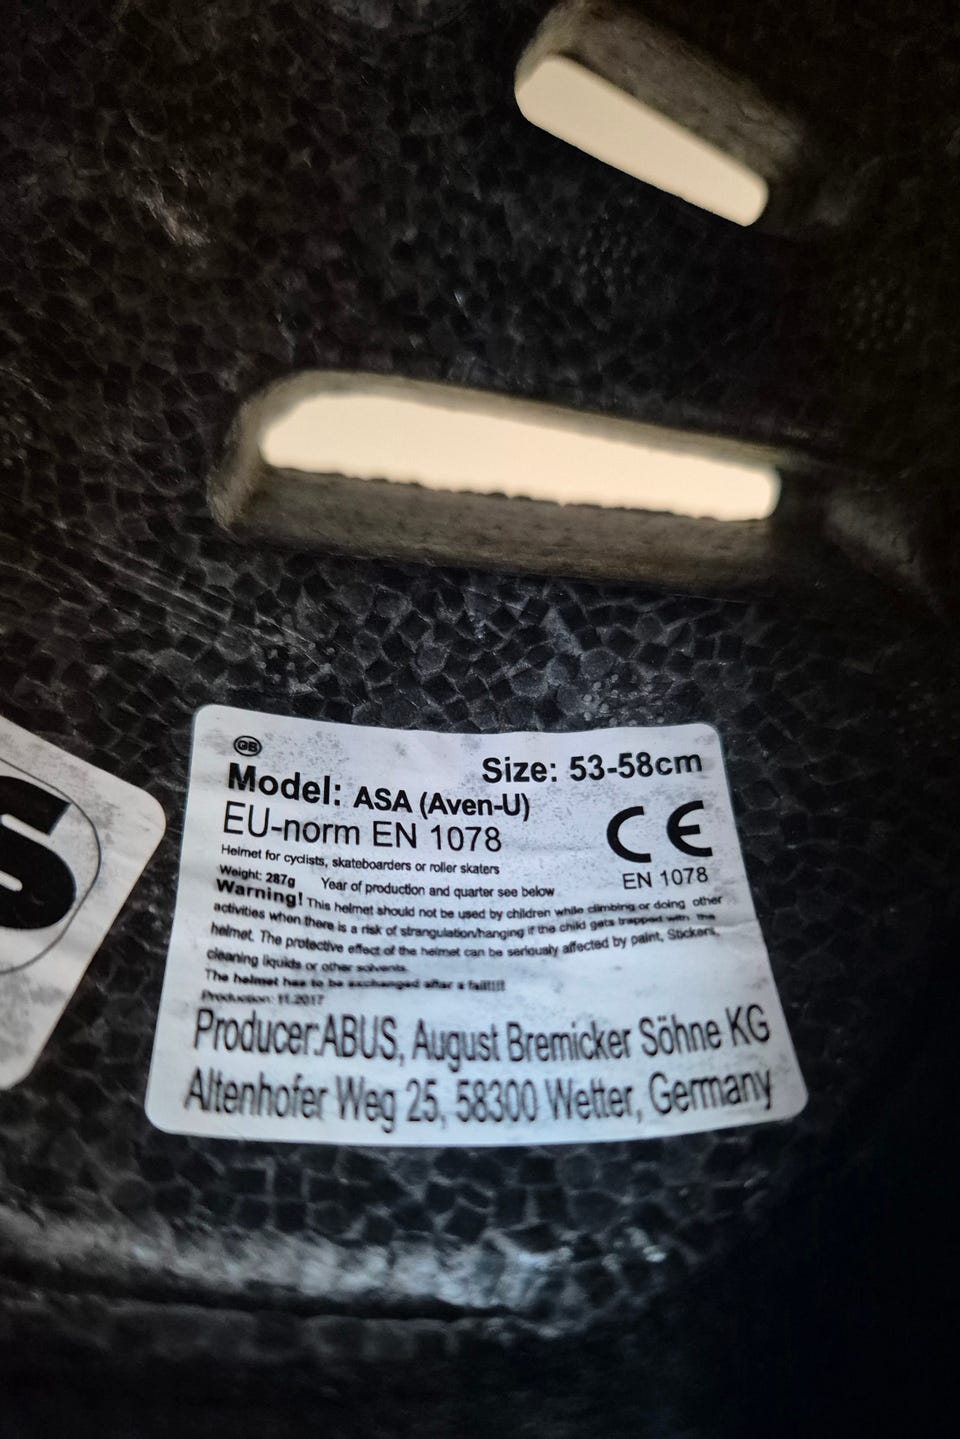 GB
Size: 53-58cm
Model: ASA (Aven-U)
EU-norm EN 1078
CE
EN 1078
Helmet for cyclists, skateboarders or roller skaters
Weight: 287g Year of production and quarter see below
Warning! This helmet should not be used by children while climbing or doing other
activities when there is a risk of strangulation/hanging if the child gets trapped with the
helmet. The protective effect of the helmet can be seriously affected by paint, Stickers,
cleaning liquids or other solvents.
The helmet has to be exchanged after a fall!!!!
Production: 11.2017
Producer:ABUS, August Bremicker Söhne KG
Altenhofer Weg 25, 58300 Wetter, Germany
S